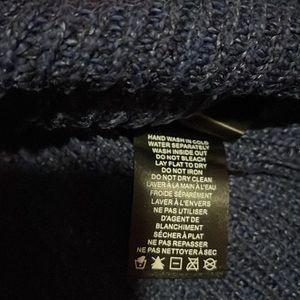 HAND WASH IN COLD
WATER SEPARATELY
WASH INSIDE OUT
DO NOT BLEACH
LAY FLAT TO DRY
DO NOT IRON
DO NOT DRY CLEAN
LAVER A LA MAIN À L'EAU
FROIDE SÉPARÉMENT
LAVER À L'ENVERS
NE PAS UTILISER
D'AGENT DE
BLANCHIMENT
SÉCHER À PLAT
NE PAS REPASSER
NE PAS NETTOYER À SEC